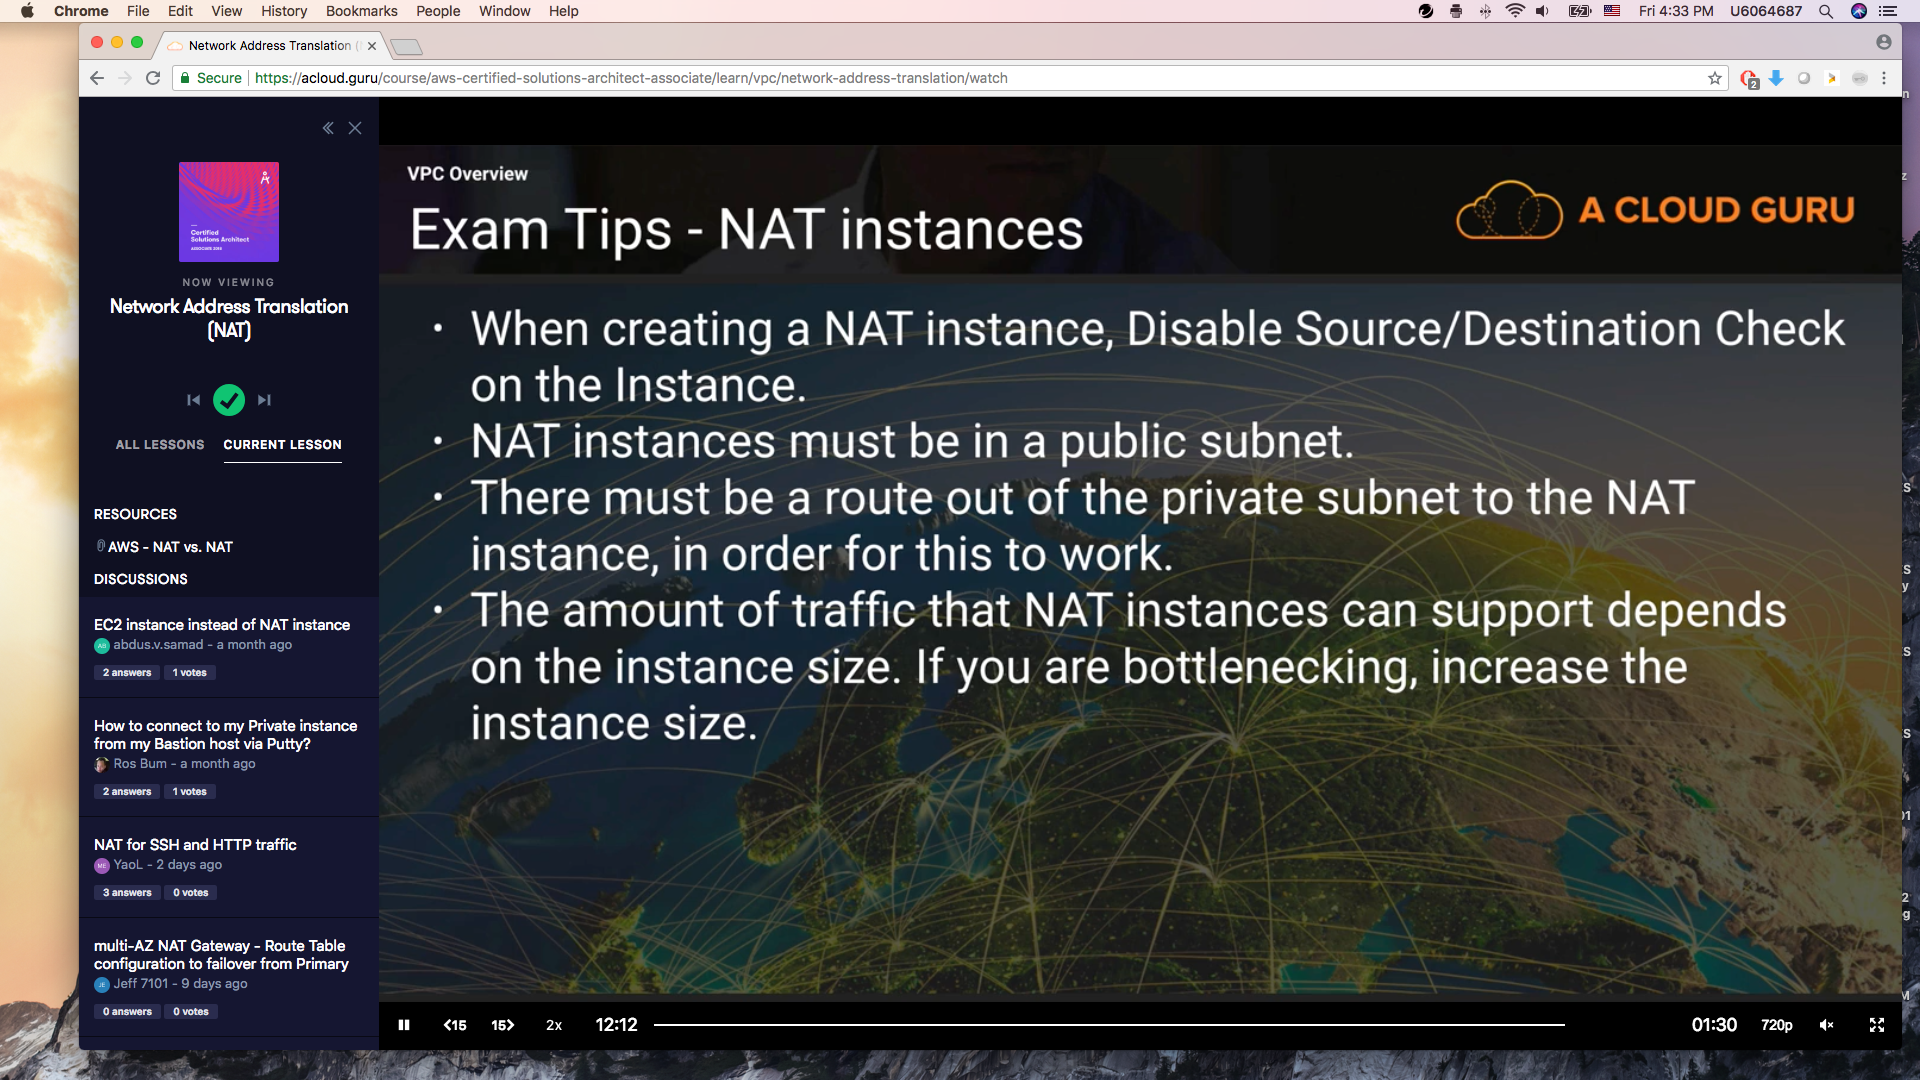 Chrome File Edit View History Bookmarks People Window Help
Fri 4:33 PM U6064687
Network Address Translation (
Secure https://acloud.guru/course/aws-certified-solutions-architect-associate/learn/vpc/network-address-translation/watch
2
Certified
Solutions Architect
NOW VIEWING
Network Address Translation
(NAT)
ALL LESSONS CURRENT LESSON
RESOURCES
AWS - NAT vs. NAT
DISCUSSIONS
EC2 instance instead of NAT instance
abdus.v.samad - a month ago
2 answers 1 votes
How to connect to my Private instance
from my Bastion host via Putty?
Ros Bum - a month ago
2 answers 1 votes
NAT for SSH and HTTP traffic
YaoL - 2 days ago
3 answers 0 votes
multi-AZ NAT Gateway - Route Table
configuration to failover from Primary
Jeff 7101 - 9 days ago
0 answers 0 votes
VPC Overview
Exam Tips - NAT instances
A CLOUD GURU
• When creating a NAT instance, Disable Source/Destination Check
on the Instance.
• NAT instances must be in a public subnet.
• There must be a route out of the private subnet to the NAT
instance, in order for this to work.
• The amount of traffic that NAT instances can support depends
on the instance size. If you are bottlenecking, increase the
instance size.
<15 15> 2x 12:12 01:30 720p